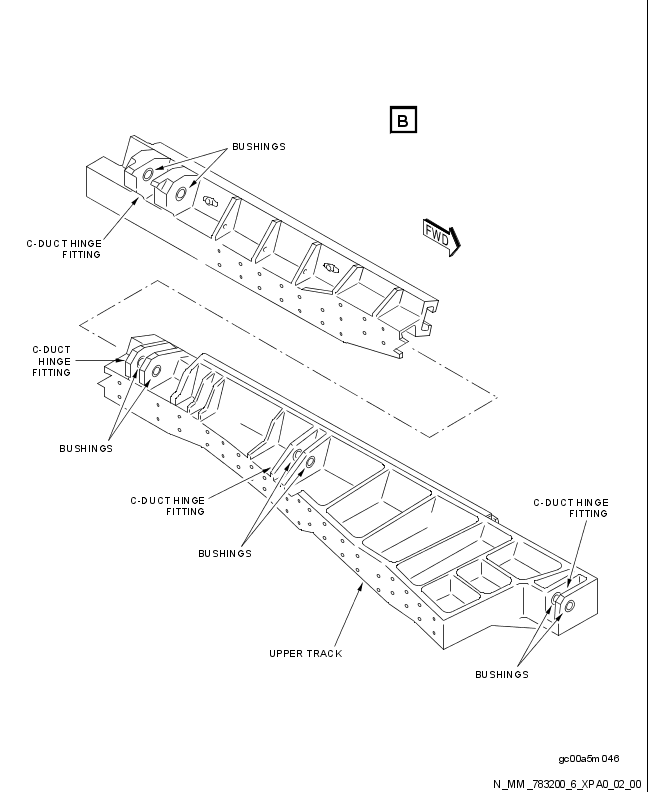 B
BUSHINGS
FWD
C-DUCT HINGE
FITTING
C-DUCT
HINGE
FITTING
BUSHINGS
C-DUCT HINGE
FITTING
C-DUCT HINGE
FITTING
BUSHINGS
UPPER TRACK
BUSHINGS
gc00a5m046
N_MM_783200_6_XPA0_02_00